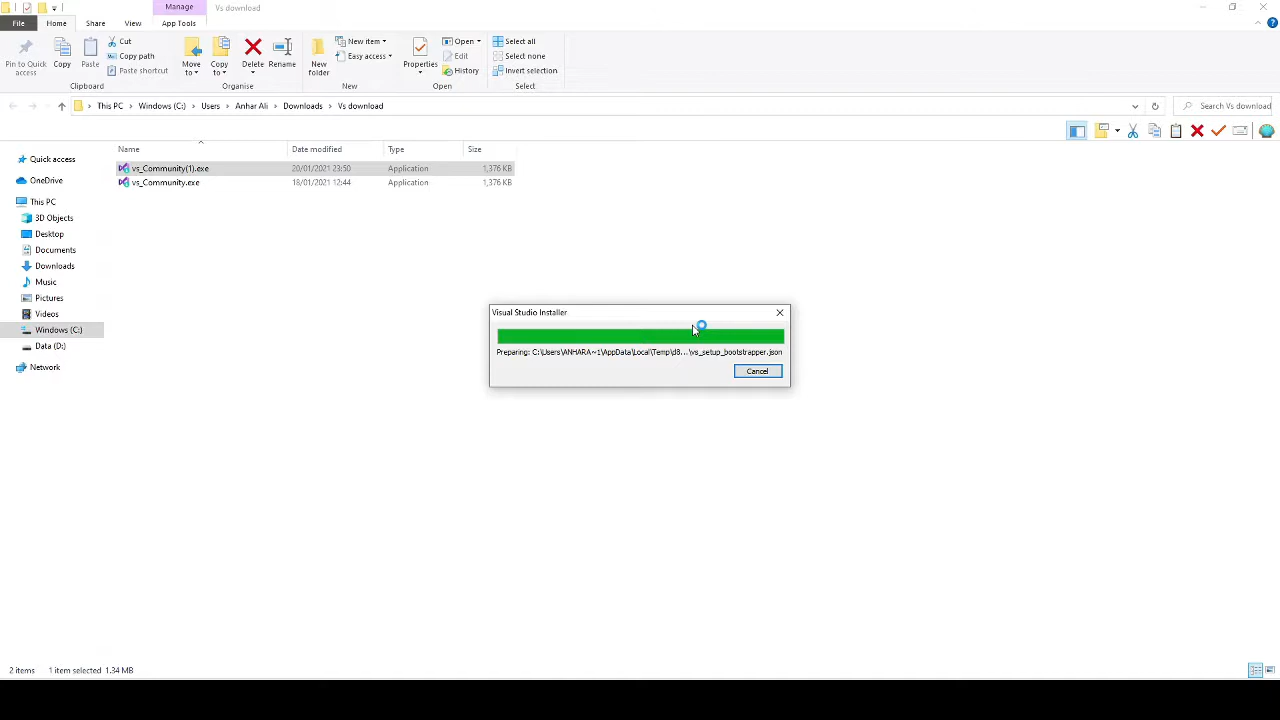 Manage
Vs download
File
Home
Share
View
App Tools
Pin to Quick
access
Copy
Paste
Cut
Copy path
Paste shortcut
Move
to
Copy
to
Delete
Rename
New
folder
New item
Easy access
Properties
Open
Edit
History
Select all
Select none
Invert selection
Clipboard
Organise
New
Open
Select
This PC
Windows (C:)
Users
Anhar Ali
Downloads
Vs download
Search Vs download
Name
Date modified
Type
Size
vs_Community(1).exe 20/01/2021 23:50 Application 1,376 KB
vs_Community.exe 18/01/2021 12:44 Application 1,376 KB
Quick access
OneDrive
This PC
3D Objects
Desktop
Documents
Downloads
Music
Pictures
Videos
Windows (C:)
Data (D:)
Network
Visual Studio Installer
Preparing: C:\Users\ANHARA~1\AppData\Local\Temp\d8...\vs_setup_bootstrapper.json
Cancel
2 items
1 item selected 1.34 MB